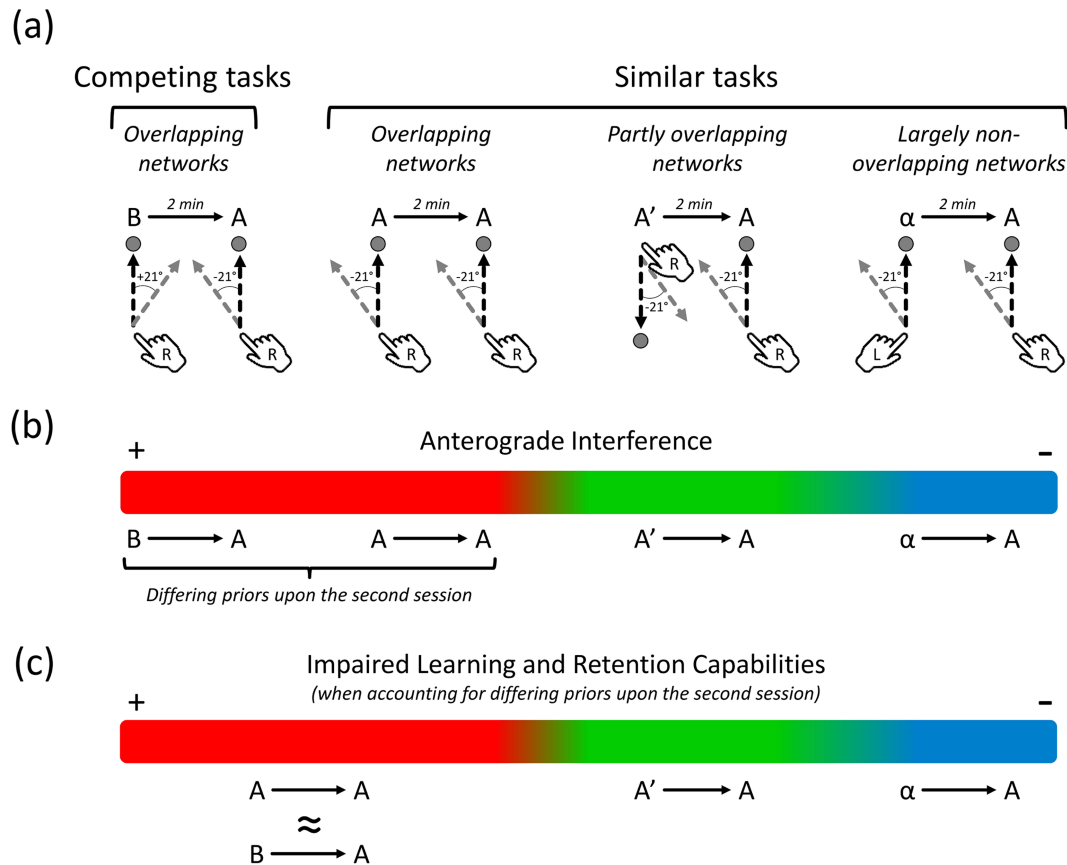 (a)
Competing tasks
Similar tasks
Overlapping
networks
Overlapping
networks
Partly overlapping
networks
Largely non-
overlapping networks
B 2 min A
A 2 min A
A’ 2 min A
α 2 min A
+21° -21° -21° -21° -21° -21° -21° -21°
R R R R R R L R
(b)
+ Anterograde Interference -
B A A A A’ A α A
Differing priors upon the second session
(c)
Impaired Learning and Retention Capabilities
+ (when accounting for differing priors upon the second session) -
A A A’ A α A
≈
B A